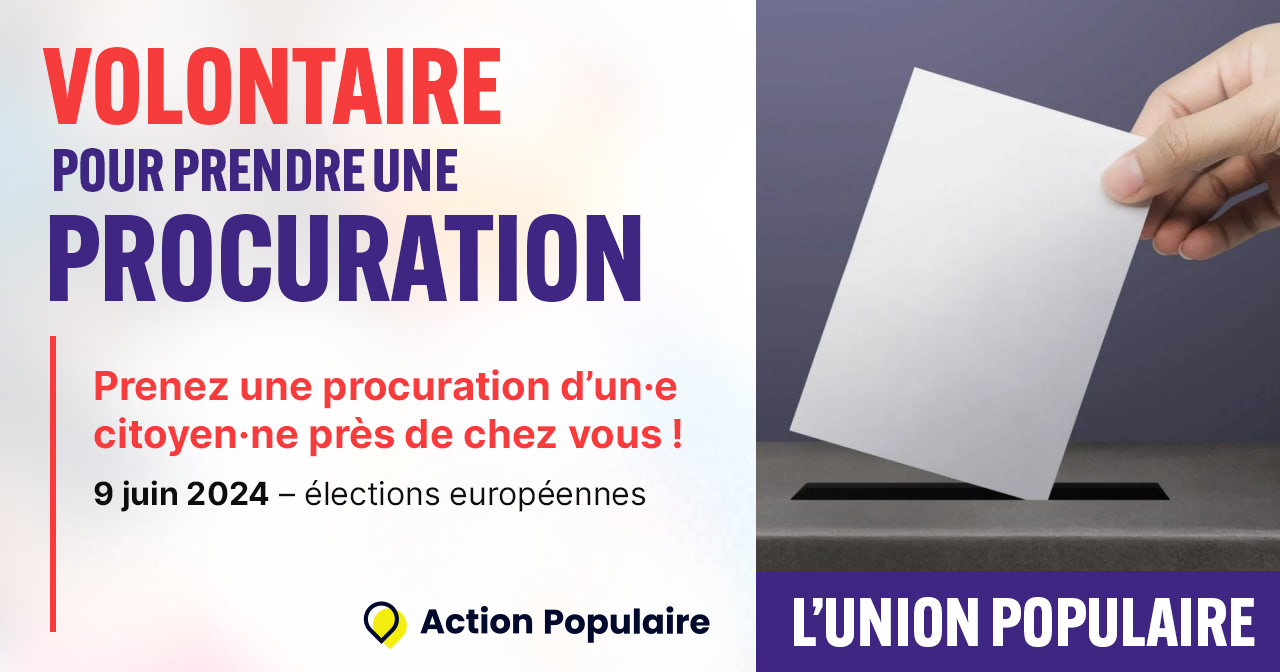 VOLONTAIRE
POUR PRENDRE UNE
PROCURATION
Prenez une procuration d’un·e
citoyen·ne près de chez vous !
9 juin 2024 – élections européennes
Action Populaire
L’UNION POPULAIRE